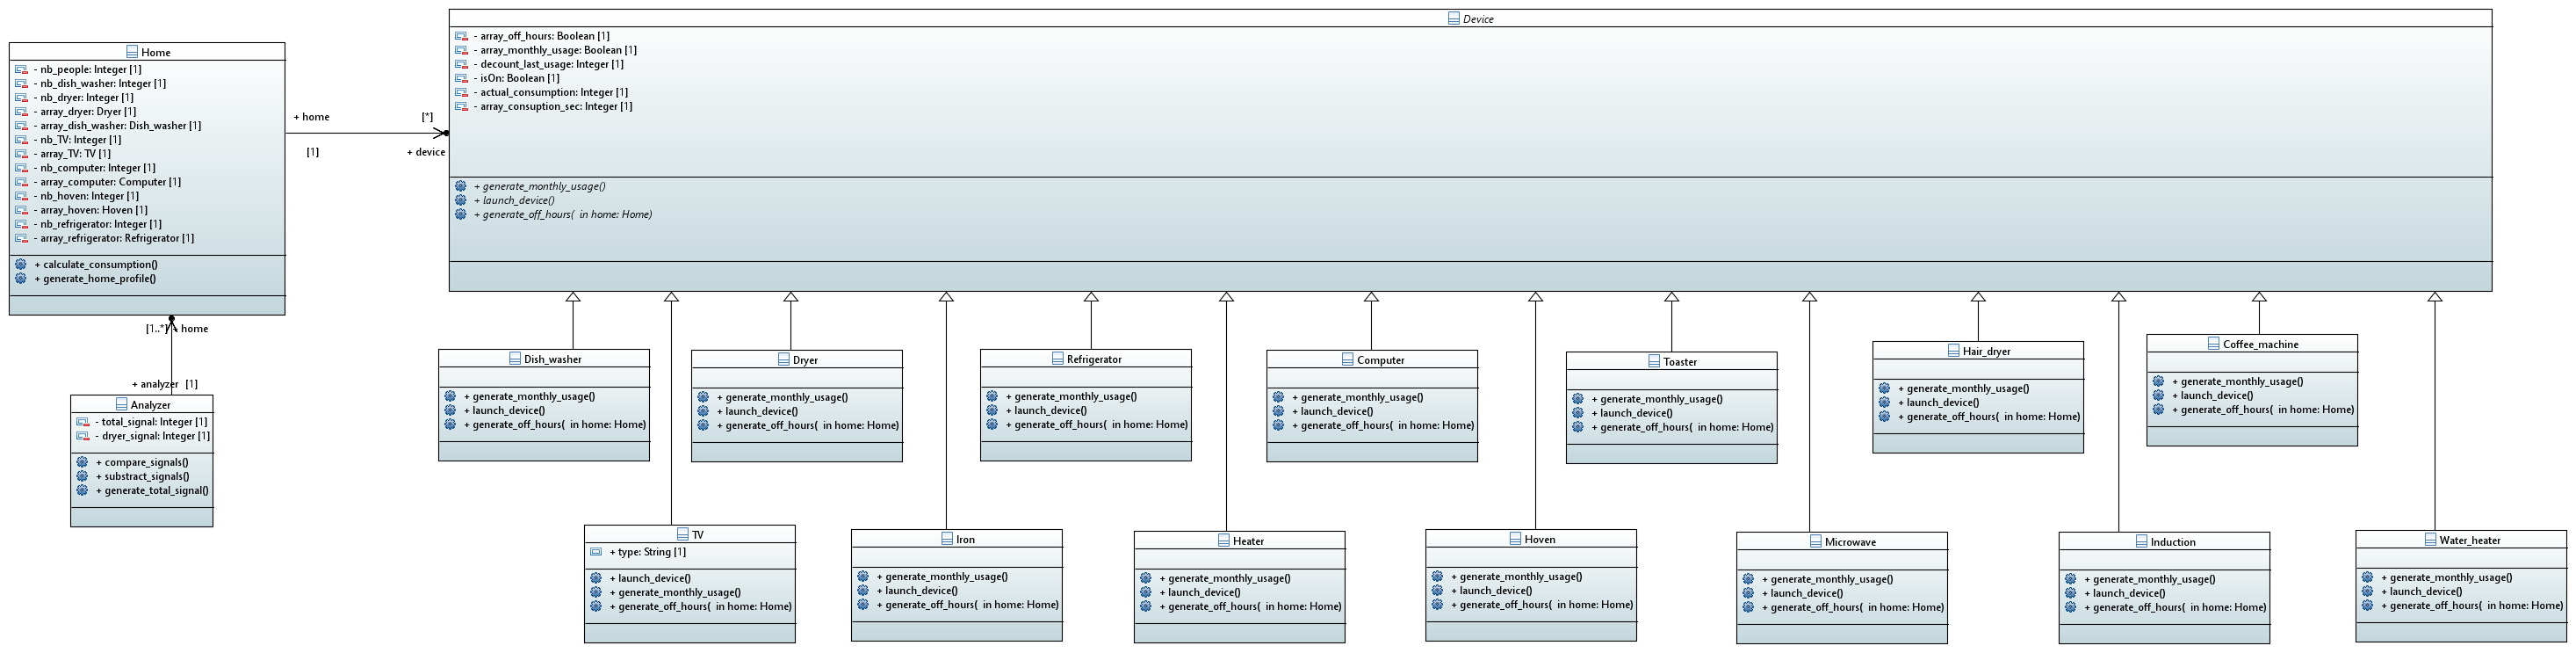 Device
- array_off_hours: Boolean [1]
- array_monthly_usage: Boolean [1]
- decount_last_usage: Integer [1]
- isOn: Boolean [1]
- actual_consumption: Integer [1]
- array_consuption_sec: Integer [1]
+ generate_monthly_usage()
+ launch_device()
+ generate_off_hours( in home: Home)
Home
- nb_people: Integer [1]
- nb_dish_washer: Integer [1]
- nb_dryer: Integer [1]
- array_dryer: Dryer [1]
- array_dish_washer: Dish_washer [1]
- nb_TV: Integer [1]
- array_TV: TV [1]
- nb_computer: Integer [1]
- array_computer: Computer [1]
- nb_hoven: Integer [1]
- array_hoven: Hoven [1]
- nb_refrigerator: Integer [1]
- array_refrigerator: Refrigerator [1]
+ calculate_consumption()
+ generate_home_profile()
+ home
[*]
[1]
+ device
[1..*]
+ home
+ analyzer [1]
Analyzer
- total_signal: Integer [1]
- dryer_signal: Integer [1]
+ compare_signals()
+ substract_signals()
+ generate_total_signal()
Dish_washer
+ generate_monthly_usage()
+ launch_device()
+ generate_off_hours( in home: Home)
Dryer
+ generate_monthly_usage()
+ launch_device()
+ generate_off_hours( in home: Home)
Refrigerator
+ generate_monthly_usage()
+ launch_device()
+ generate_off_hours( in home: Home)
Computer
+ generate_monthly_usage()
+ launch_device()
+ generate_off_hours( in home: Home)
Toaster
+ generate_monthly_usage()
+ launch_device()
+ generate_off_hours( in home: Home)
Hair_dryer
+ generate_monthly_usage()
+ launch_device()
+ generate_off_hours( in home: Home)
Coffee_machine
+ generate_monthly_usage()
+ launch_device()
+ generate_off_hours( in home: Home)
TV
+ type: String [1]
+ launch_device()
+ generate_monthly_usage()
+ generate_off_hours( in home: Home)
Iron
+ generate_monthly_usage()
+ launch_device()
+ generate_off_hours( in home: Home)
Heater
+ generate_monthly_usage()
+ launch_device()
+ generate_off_hours( in home: Home)
Hoven
+ generate_monthly_usage()
+ launch_device()
+ generate_off_hours( in home: Home)
Microwave
+ generate_monthly_usage()
+ launch_device()
+ generate_off_hours( in home: Home)
Induction
+ generate_monthly_usage()
+ launch_device()
+ generate_off_hours( in home: Home)
Water_heater
+ generate_monthly_usage()
+ launch_device()
+ generate_off_hours( in home: Home)